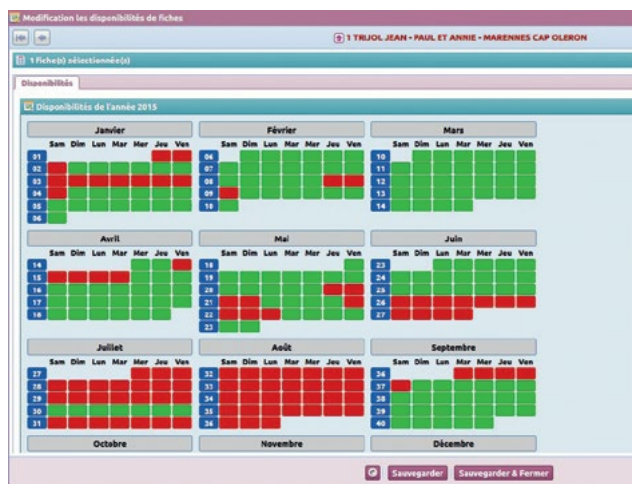 Modification les disponibilités de fiches
1 TRIJOL JEAN - PAUL ET ANNIE - MARENNES CAP OLERON
1 fiche(s) sélectionnée(s)
Disponibilités
Disponibilités de l'année 2015
Janvier Février Mars
Sam Dim Lun Mar Mer Jeu Ven Sam Dim Lun Mar Mer Jeu Ven Sam Dim Lun Mar Mer Jeu Ven
01 06 10
02 07 11
03 08 12
04 09 13
05 10 14
06
Avril Mai Juin
Sam Dim Lun Mar Mer Jeu Ven Sam Dim Lun Mar Mer Jeu Ven Sam Dim Lun Mar Mer Jeu Ven
14 18 23
15 19 24
16 20 25
17 21 26
18 22 27
23
Juillet Août Septembre
Sam Dim Lun Mar Mer Jeu Ven Sam Dim Lun Mar Mer Jeu Ven Sam Dim Lun Mar Mer Jeu Ven
27 32 36
28 33 37
29 34 38
30 35 39
31 36 40
Octobre Novembre Décembre
Sauvegarder Sauvegarder & Fermer